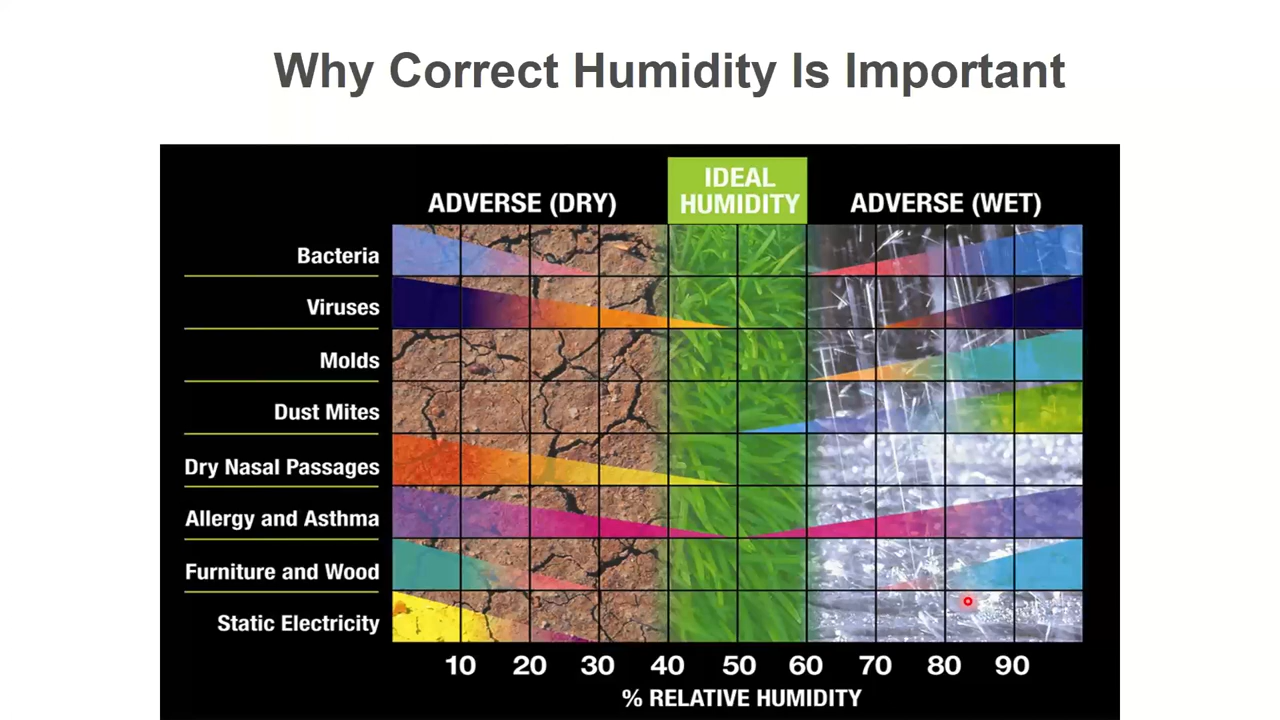 Why Correct Humidity Is Important
ADVERSE (DRY)
IDEAL
HUMIDITY
ADVERSE (WET)
Bacteria
Viruses
Molds
Dust Mites
Dry Nasal Passages
Allergy and Asthma
Furniture and Wood
Static Electricity
10 20 30 40 50 60 70 80 90
% RELATIVE HUMIDITY